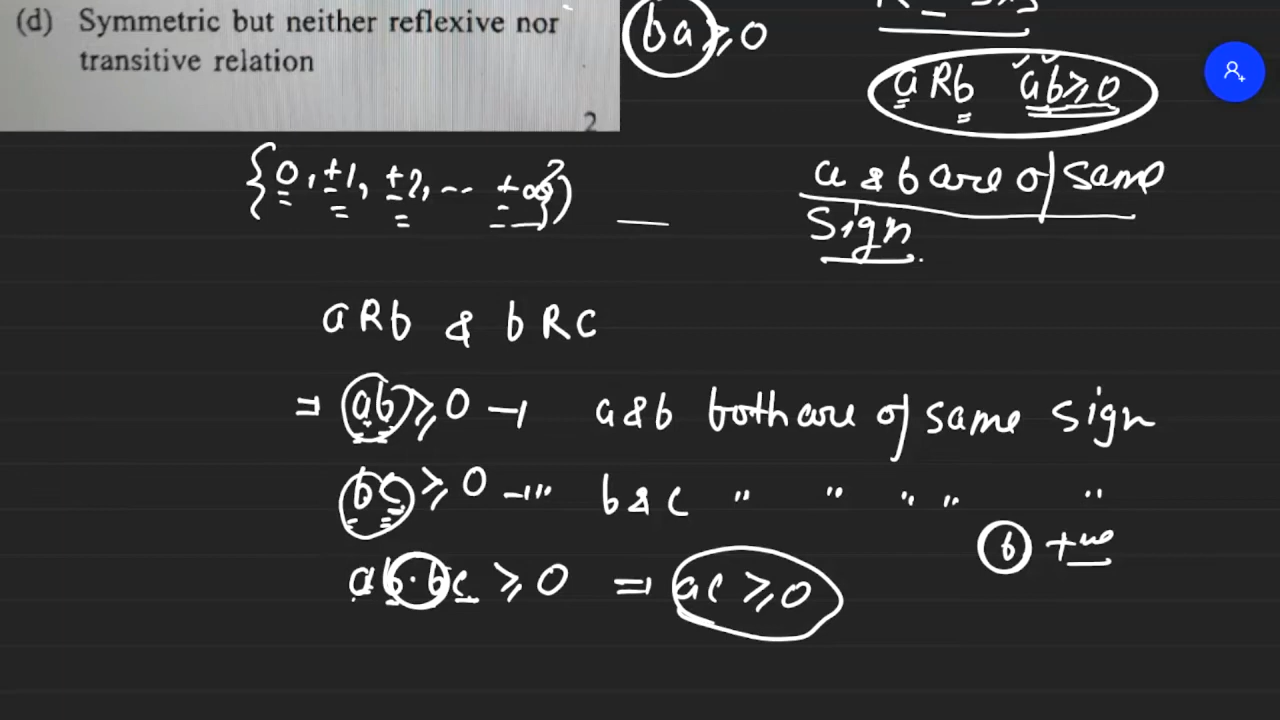 (d) Symmetric but neither reflexive nor
transitive relation
2
ba ≥ 0
aRb ab ≥ 0
{0, ±1, ±2, ... ±∞}
a & b are of same
sign.
aRb & bRc
⇒ ab ≥ 0 → a & b both are of same sign
bc ≥ 0 → " b & c " " " " "
b +ve
ab·bc ≥ 0 ⇒ ac ≥ 0